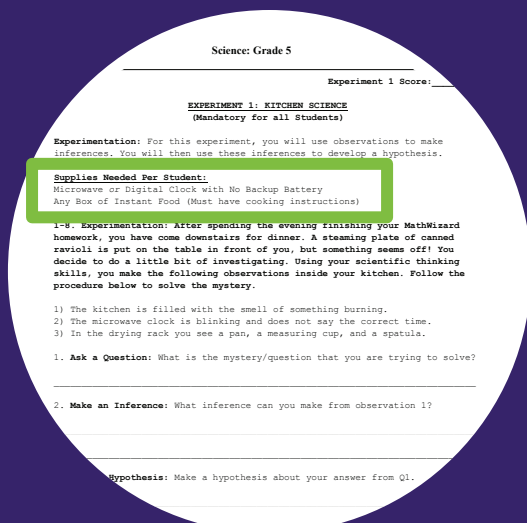 Science: Grade 5
Experiment 1 Score:_____
EXPERIMENT 1: KITCHEN SCIENCE
(Mandatory for all Students)
Experimentation: For this experiment, you will use observations to make
inferences. You will then use these inferences to develop a hypothesis.
Supplies Needed Per Student:
Microwave or Digital Clock with No Backup Battery
Any Box of Instant Food (Must have cooking instructions)
1-8. Experimentation: After spending the evening finishing your MathWizard
homework, you have come downstairs for dinner. A steaming plate of canned
ravioli is put on the table in front of you, but something seems off! You
decide to do a little bit of investigating. Using your scientific thinking
skills, you make the following observations inside your kitchen. Follow the
procedure below to solve the mystery.
1) The kitchen is filled with the smell of something burning.
2) The microwave clock is blinking and does not say the correct time.
3) In the drying rack you see a pan, a measuring cup, and a spatula.
1. Ask a Question: What is the mystery/question that you are trying to solve?
2. Make an Inference: What inference can you make from observation 1?
Hypothesis: Make a hypothesis about your answer from Q1.